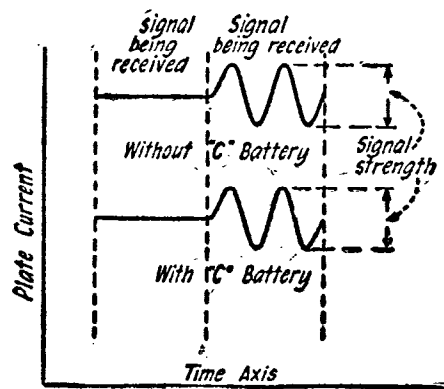 signal
being
received
Signal
being received
Without "C" Battery
Signal
strength
With "C" Battery
Plate Current
Time Axis